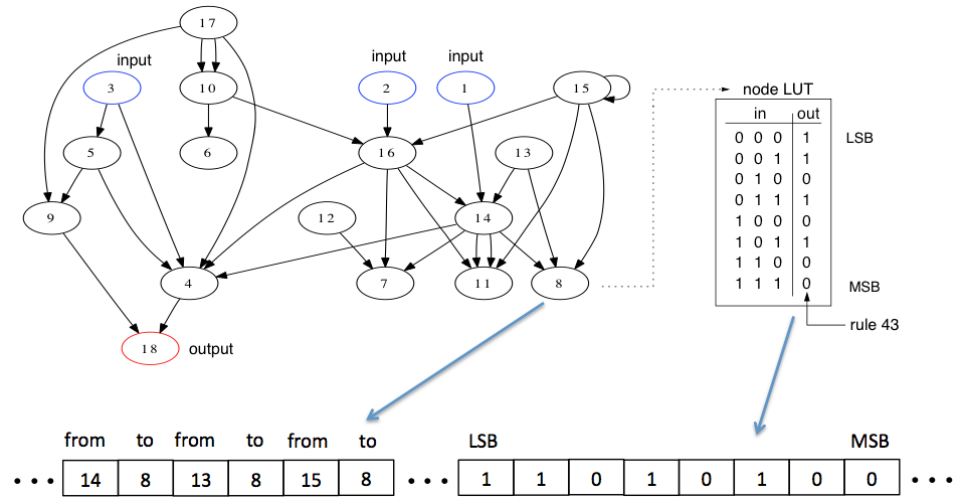 17
input
input
input
3
10
2
1
15
node LUT
in out
0 0 0 1 LSB
0 0 1 1
0 1 0 0
0 1 1 1
1 0 0 0
1 0 1 1
1 1 0 0
1 1 1 0 MSB
rule 43
5
6
16
13
9
12
14
4
7
11
8
18 output
from to from to from to LSB MSB
• • • 14 8 13 8 15 8 • • • 1 1 0 1 0 1 0 0 • • •